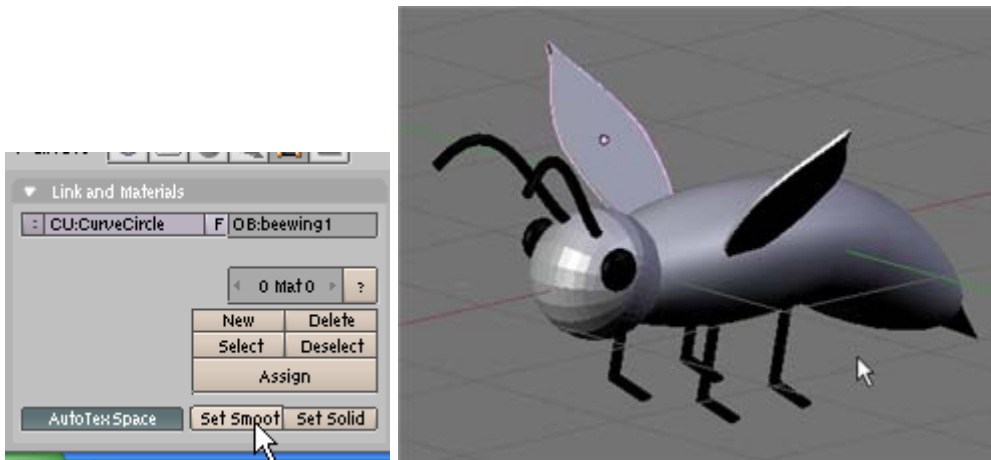 Link and Materials
CU:CurveCircle F OB:beewing1
0 Mat 0 ?
New Delete
Select Deselect
Assign
AutoTexSpace Set Smoot Set Solid